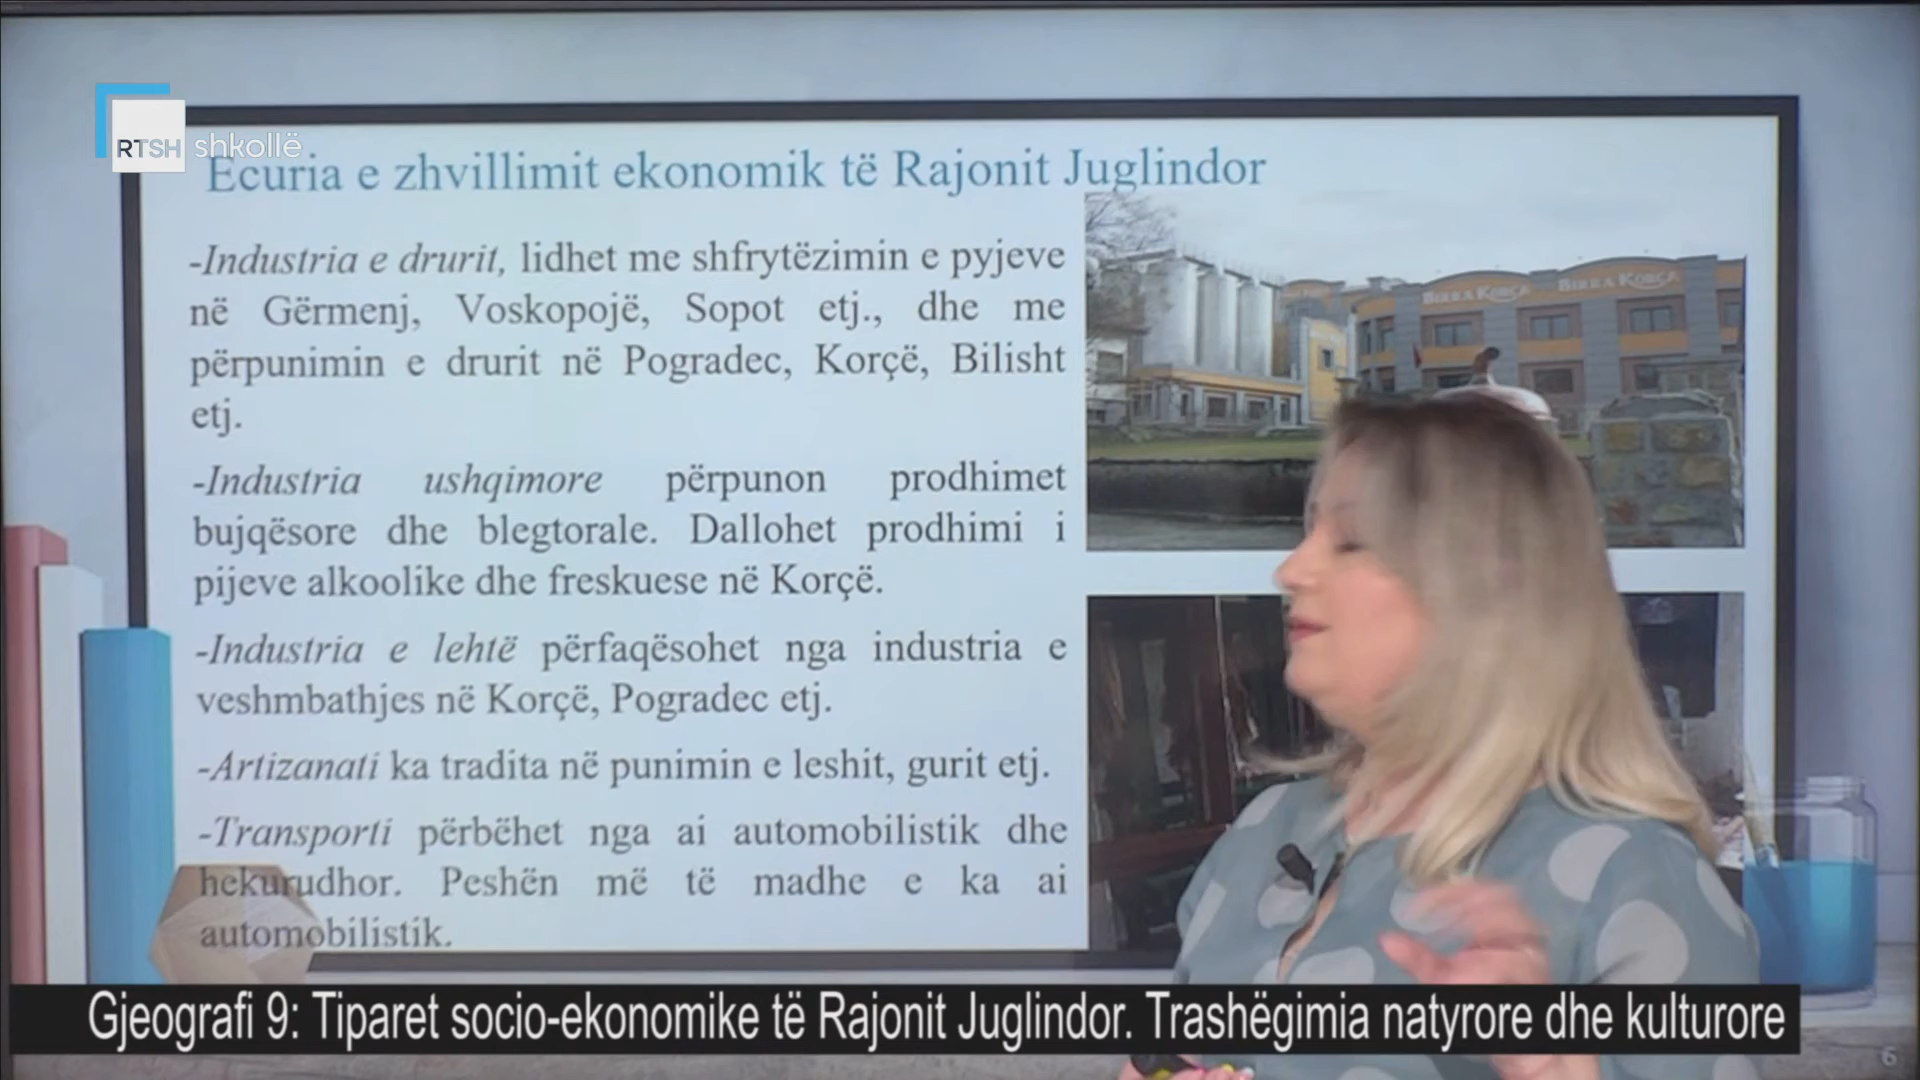 RTSH shkollë
Ecuria e zhvillimit ekonomik të Rajonit Juglindor
-Industria e drurit, lidhet me shfrytëzimin e pyjeve
në Gërmenj, Voskopojë, Sopot etj., dhe me
përpunimin e drurit në Pogradec, Korçë, Bilisht
etj.
-Industria ushqimore përpunon prodhimet
bujqësore dhe blegtorale. Dallohet prodhimi i
pijeve alkoolike dhe freskuese në Korçë.
-Industria e lehtë përfaqësohet nga industria e
veshmbathjes në Korçë, Pogradec etj.
-Artizanati ka tradita në punimin e leshit, gurit etj.
-Transporti përbëhet nga ai automobilistik dhe
hekurudhor. Peshën më të madhe e ka ai
automobilistik.
BIRRA KORÇA BIRRA KORÇA
Gjeografi 9: Tiparet socio-ekonomike të Rajonit Juglindor. Trashëgimia natyrore dhe kulturore
6